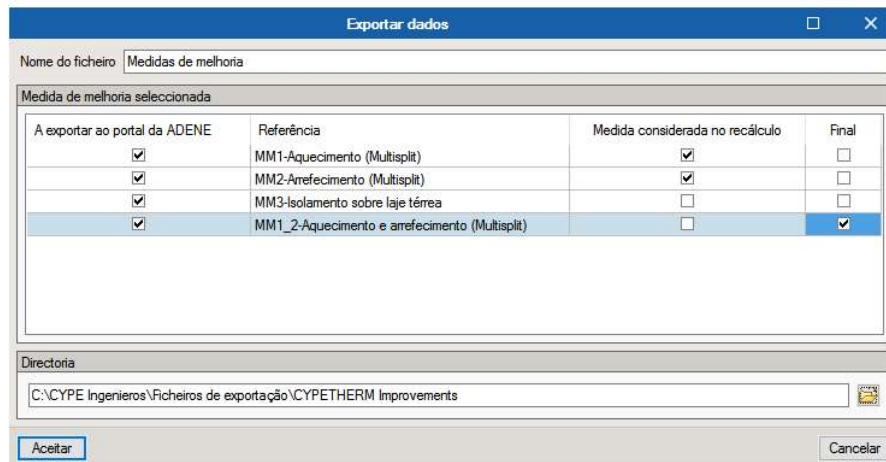 Exportar dados
Nome do ficheiro Medidas de melhoria
Medida de melhoria seleccionada
A exportar ao portal da ADENE Referência Medida considerada no recálculo Final
MM1-Aquecimento (Multisplit)
MM2-Arrefecimento (Multisplit)
MM3-Isolamento sobre laje térrea
MM1_2-Aquecimento e arrefecimento (Multisplit)
Directoria
C:\CYPE Ingenieros\Ficheiros de exportação\CYPETHERM Improvements
Aceitar Cancelar